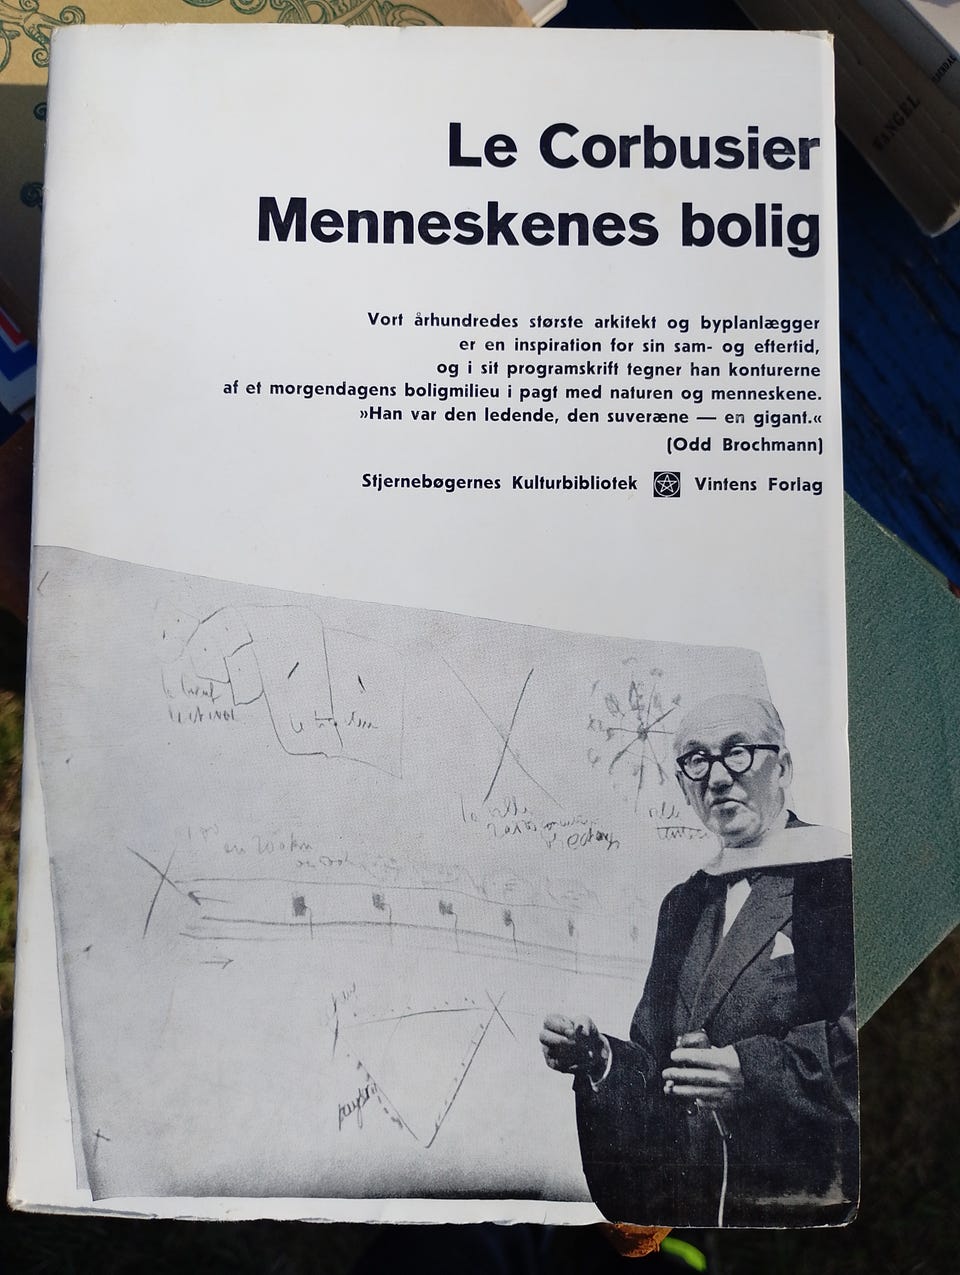 Le Corbusier
Menneskenes bolig
Vort århundredes største arkitekt og byplanlægger
er en inspiration for sin sam- og eftertid,
og i sit programskrift tegner han konturerne
af et morgendagens boligmilieu i pagt med naturen og menneskene.
»Han var den ledende, den suveræne — en gigant.«
(Odd Brochmann)
Stjernebøgernes Kulturbibliotek Vintens Forlag